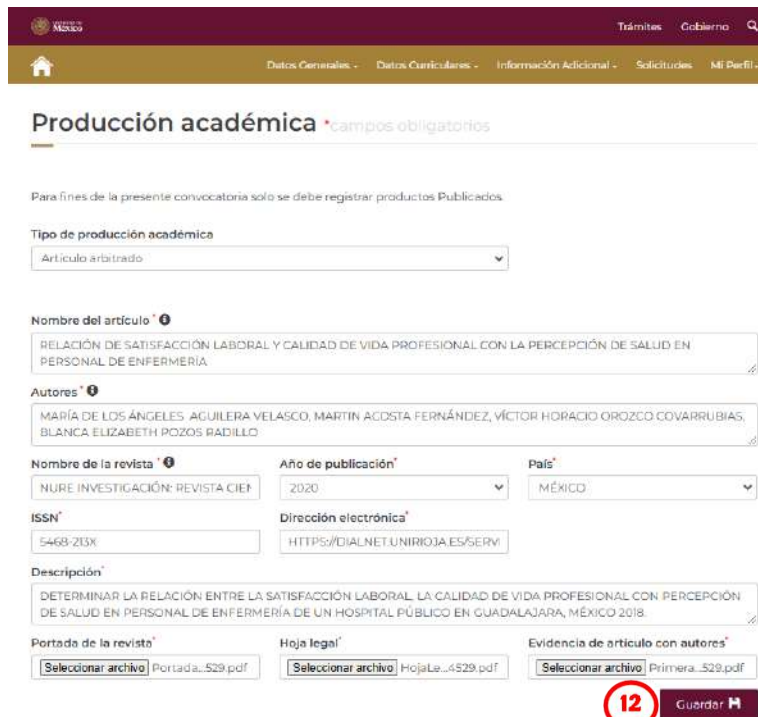 México
Trámites Gobierno
Datos Generales Datos Curriculares Información Adicional Solicitudes Mi Perfil
Producción académica *campos obligatorios
Para fines de la presente convocatoria solo se debe registrar productos Publicados.
Tipo de producción académica
Artículo arbitrado
Nombre del artículo *
RELACIÓN DE SATISFACCIÓN LABORAL Y CALIDAD DE VIDA PROFESIONAL CON LA PERCEPCIÓN DE SALUD EN
PERSONAL DE ENFERMERÍA
Autores *
MARÍA DE LOS ÁNGELES AGUILERA VELASCO, MARTIN ACOSTA FERNÁNDEZ, VÍCTOR HORACIO OROZCO COVARRUBIAS,
BLANCA ELIZABETH POZOS RADILLO
Nombre de la revista * Año de publicación* País*
NURE INVESTIGACIÓN: REVISTA CIEN 2020 MÉXICO
ISSN* Dirección electrónica*
5468-213X HTTPS://DIALNET.UNIRIOJA.ES/SERVI
Descripción*
DETERMINAR LA RELACIÓN ENTRE LA SATISFACCIÓN LABORAL, LA CALIDAD DE VIDA PROFESIONAL CON PERCEPCIÓN
DE SALUD EN PERSONAL DE ENFERMERÍA DE UN HOSPITAL PÚBLICO EN GUADALAJARA, MÉXICO 2018.
Portada de la revista* Hoja legal* Evidencia de artículo con autores*
Seleccionar archivo Portada...529.pdf Seleccionar archivo HojaLe...4529.pdf Seleccionar archivo Primera...529.pdf
12 Guardar